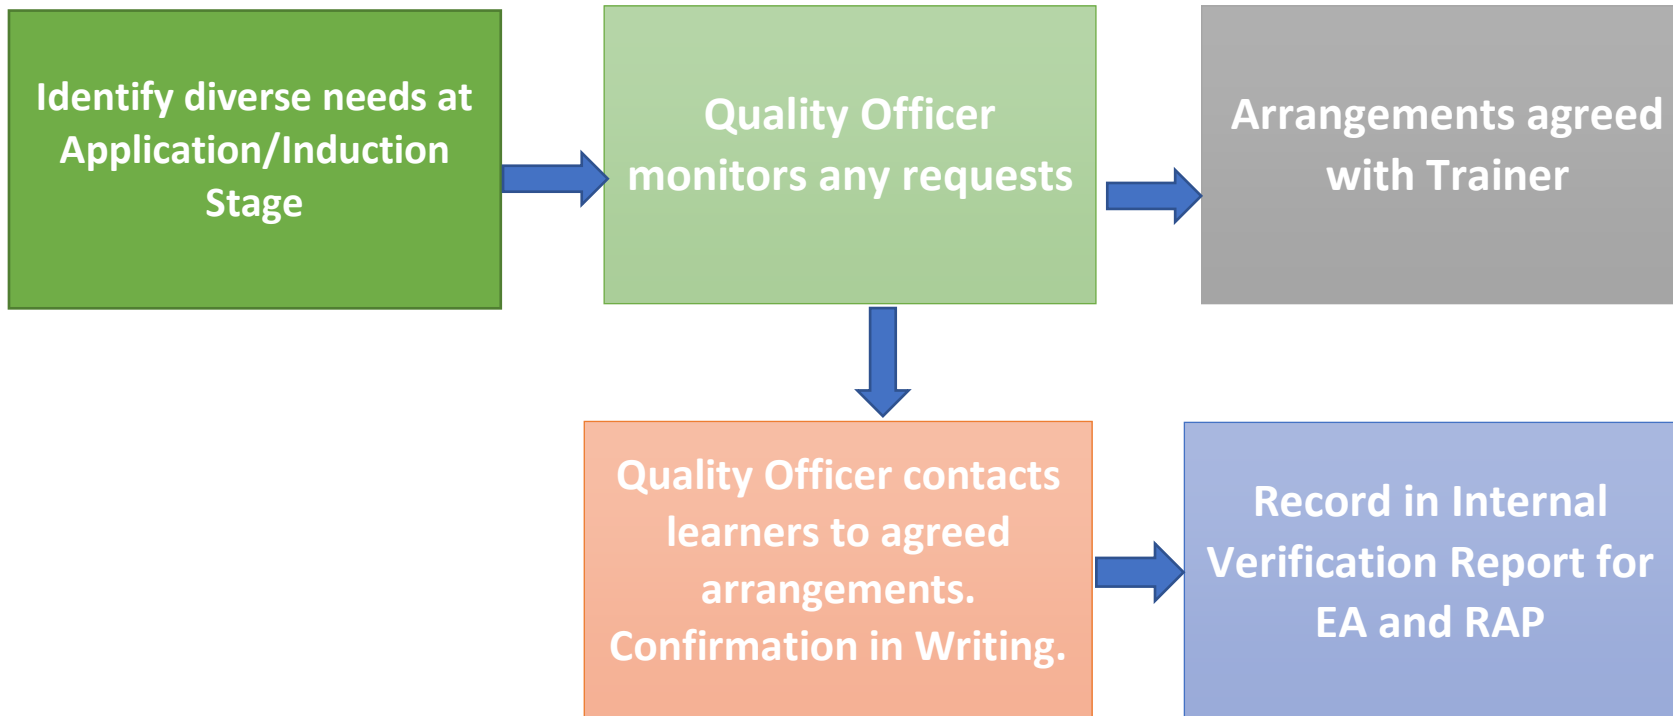 Identify diverse needs at
Application/Induction
Stage
Quality Officer
monitors any requests
Arrangements agreed
with Trainer
Quality Officer contacts
learners to agreed
arrangements.
Confirmation in Writing.
Record in Internal
Verification Report for
EA and RAP